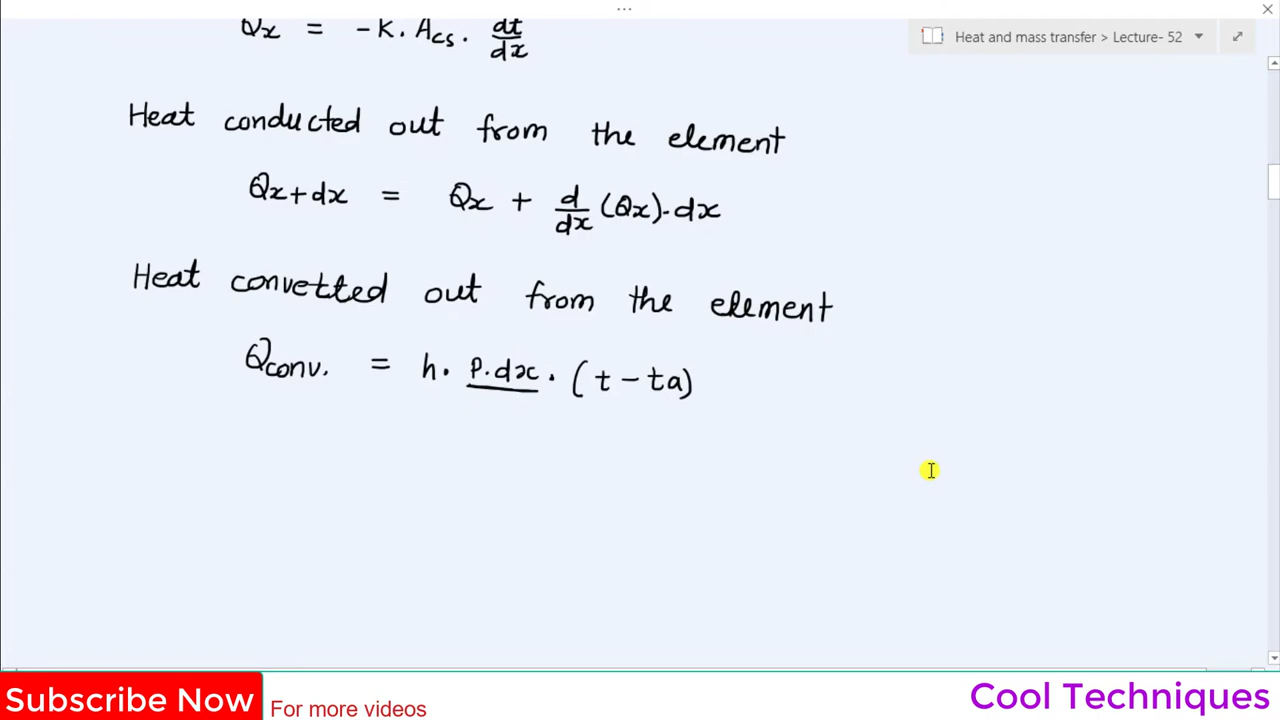 ...
Heat and mass transfer > Lecture- 52
Qx = -K. Acs. dt/dx
Heat conducted out from the element
Qx+dx = Qx + d/dx (Qx).dx
Heat convetted out from the element
Qconv. = h. P.dx . (t - ta)
Subscribe Now
For more videos
Cool Techniques